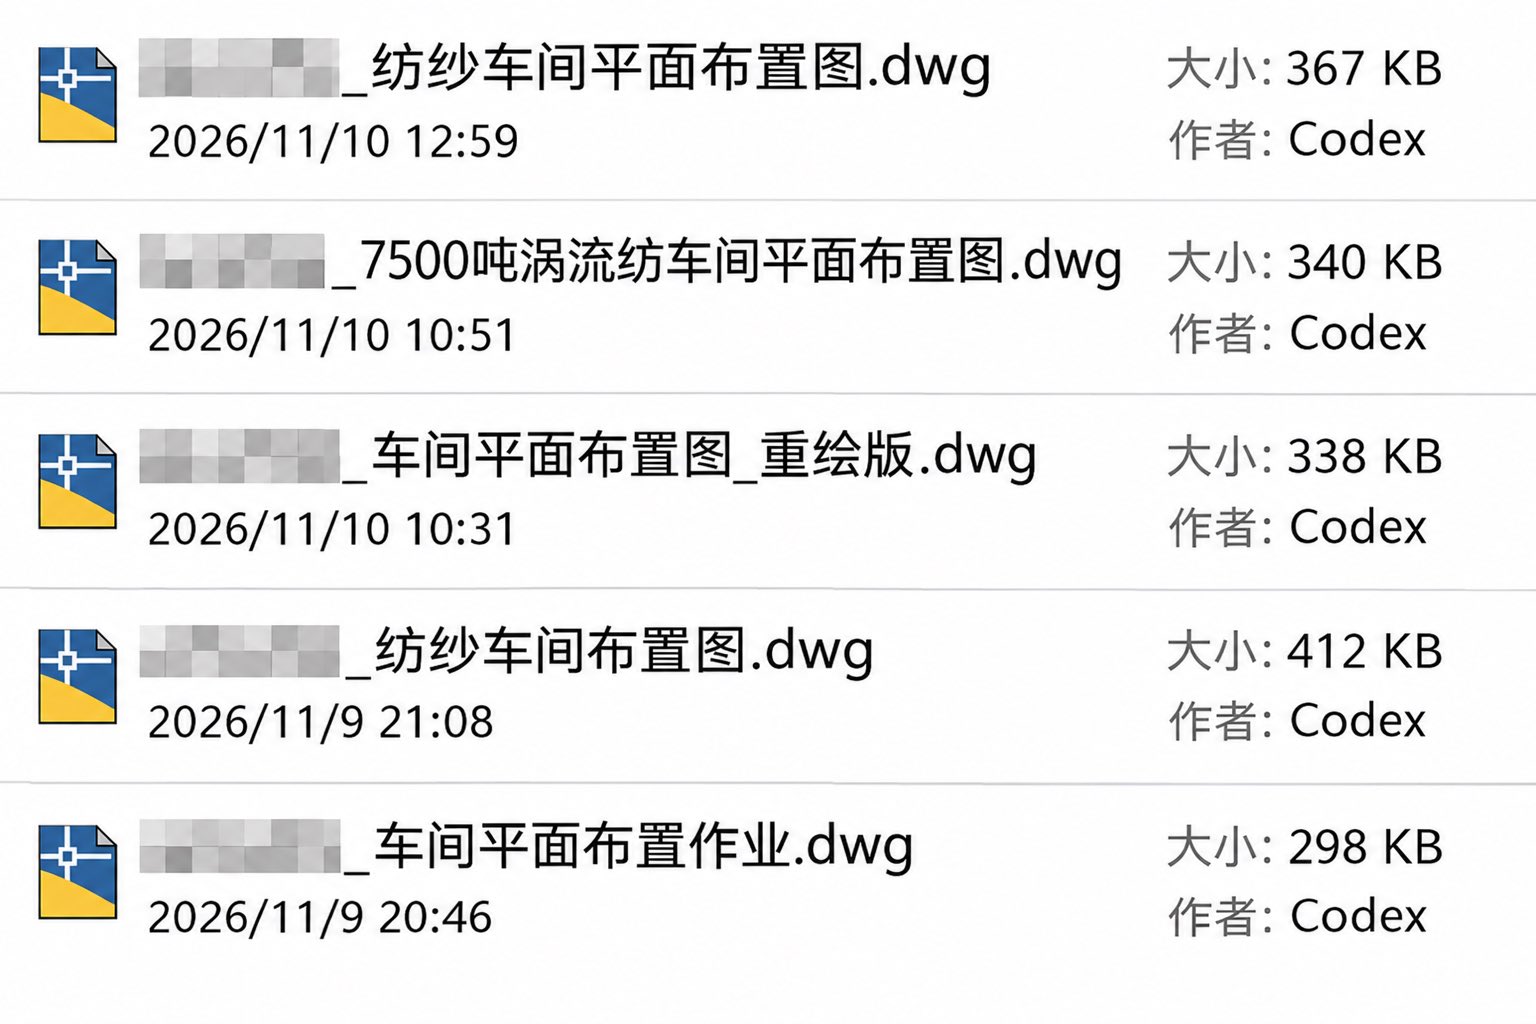 _纺纱车间平面布置图.dwg
大小: 367 KB
2026/11/10 12:59
作者: Codex
_7500吨涡流纺车间平面布置图.dwg
大小: 340 KB
2026/11/10 10:51
作者: Codex
_车间平面布置图_重绘版.dwg
大小: 338 KB
2026/11/10 10:31
作者: Codex
_纺纱车间布置图.dwg
大小: 412 KB
2026/11/9 21:08
作者: Codex
_车间平面布置作业.dwg
大小: 298 KB
2026/11/9 20:46
作者: Codex